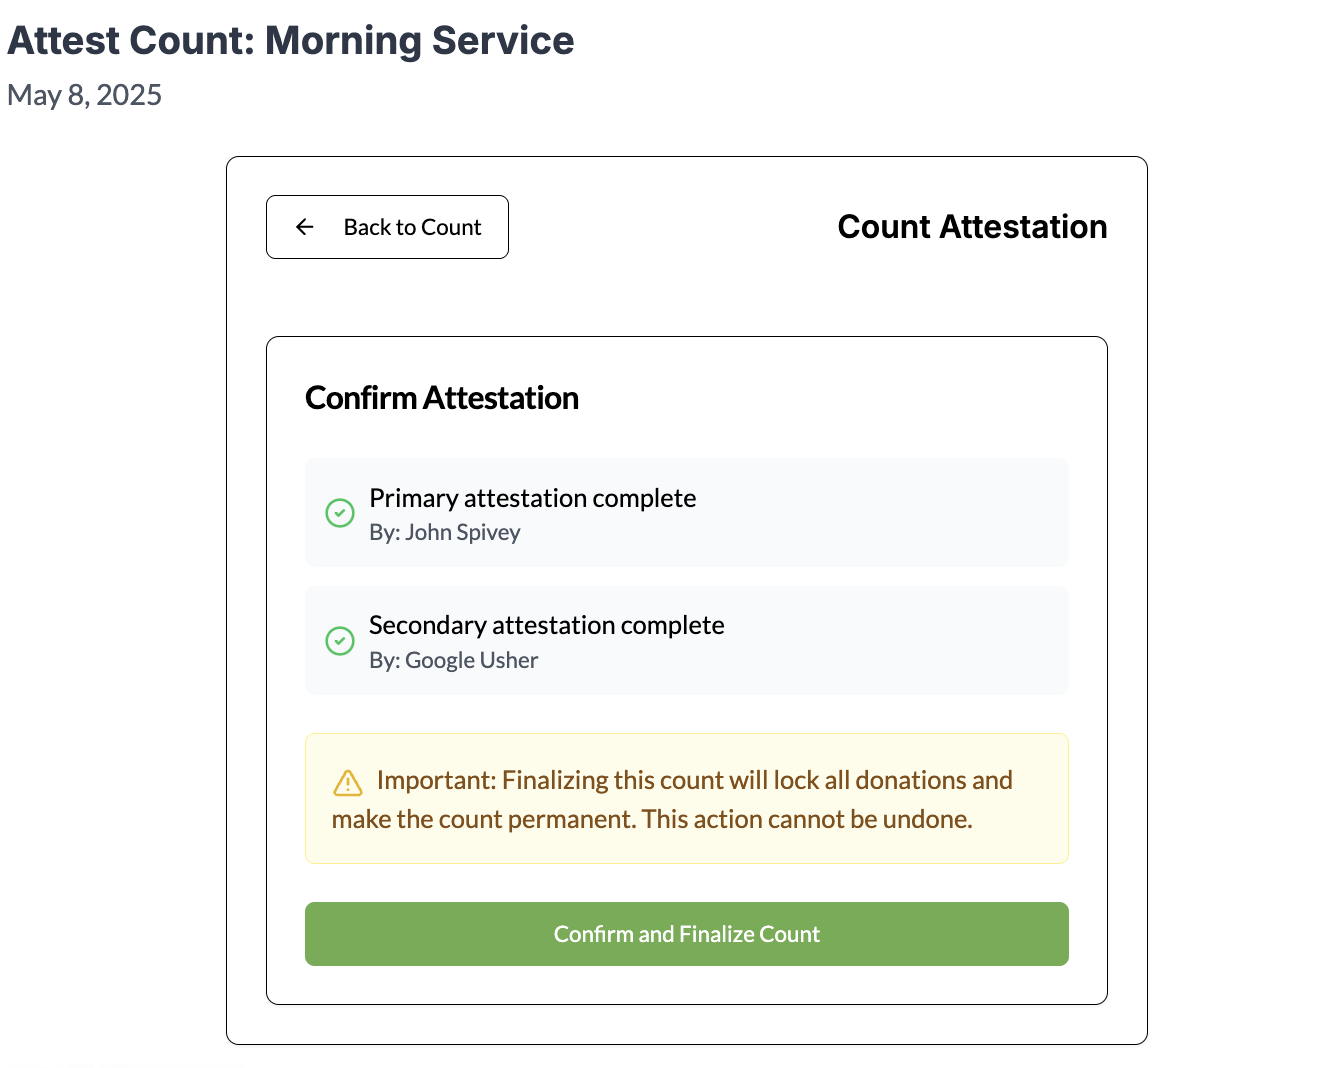 Attest Count: Morning Service
May 8, 2025
Back to Count
Count Attestation
Confirm Attestation
Primary attestation complete
By: John Spivey
Secondary attestation complete
By: Google Usher
Important: Finalizing this count will lock all donations and
make the count permanent. This action cannot be undone.
Confirm and Finalize Count